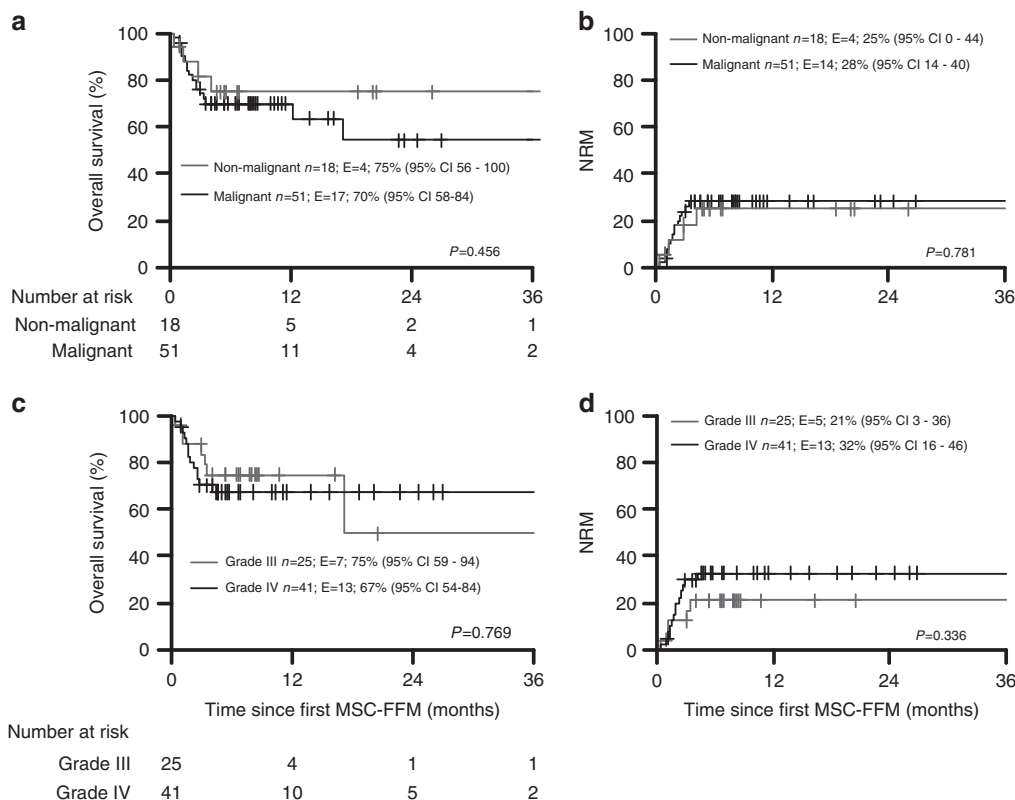 a
100
80
60
40
20
0
Overall survival (%)
Non-malignant n=18; E=4; 75% (95% CI 56 - 100)
Malignant n=51; E=17; 70% (95% CI 58-84)
P=0.456
0 12 24 36
Number at risk
Non-malignant 18 5 2 1
Malignant 51 11 4 2
b
100
80
60
40
20
0
NRM
Non-malignant n=18; E=4; 25% (95% CI 0 - 44)
Malignant n=51; E=14; 28% (95% CI 14 - 40)
P=0.781
0 12 24 36
c
100
80
60
40
20
0
Overall survival (%)
Grade III n=25; E=7; 75% (95% CI 59 - 94)
Grade IV n=41; E=13; 67% (95% CI 54-84)
P=0.769
0 12 24 36
Time since first MSC-FFM (months)
Number at risk
Grade III 25 4 1 1
Grade IV 41 10 5 2
d
100
80
60
40
20
0
NRM
Grade III n=25; E=5; 21% (95% CI 3 - 36)
Grade IV n=41; E=13; 32% (95% CI 16 - 46)
P=0.336
0 12 24 36
Time since first MSC-FFM (months)